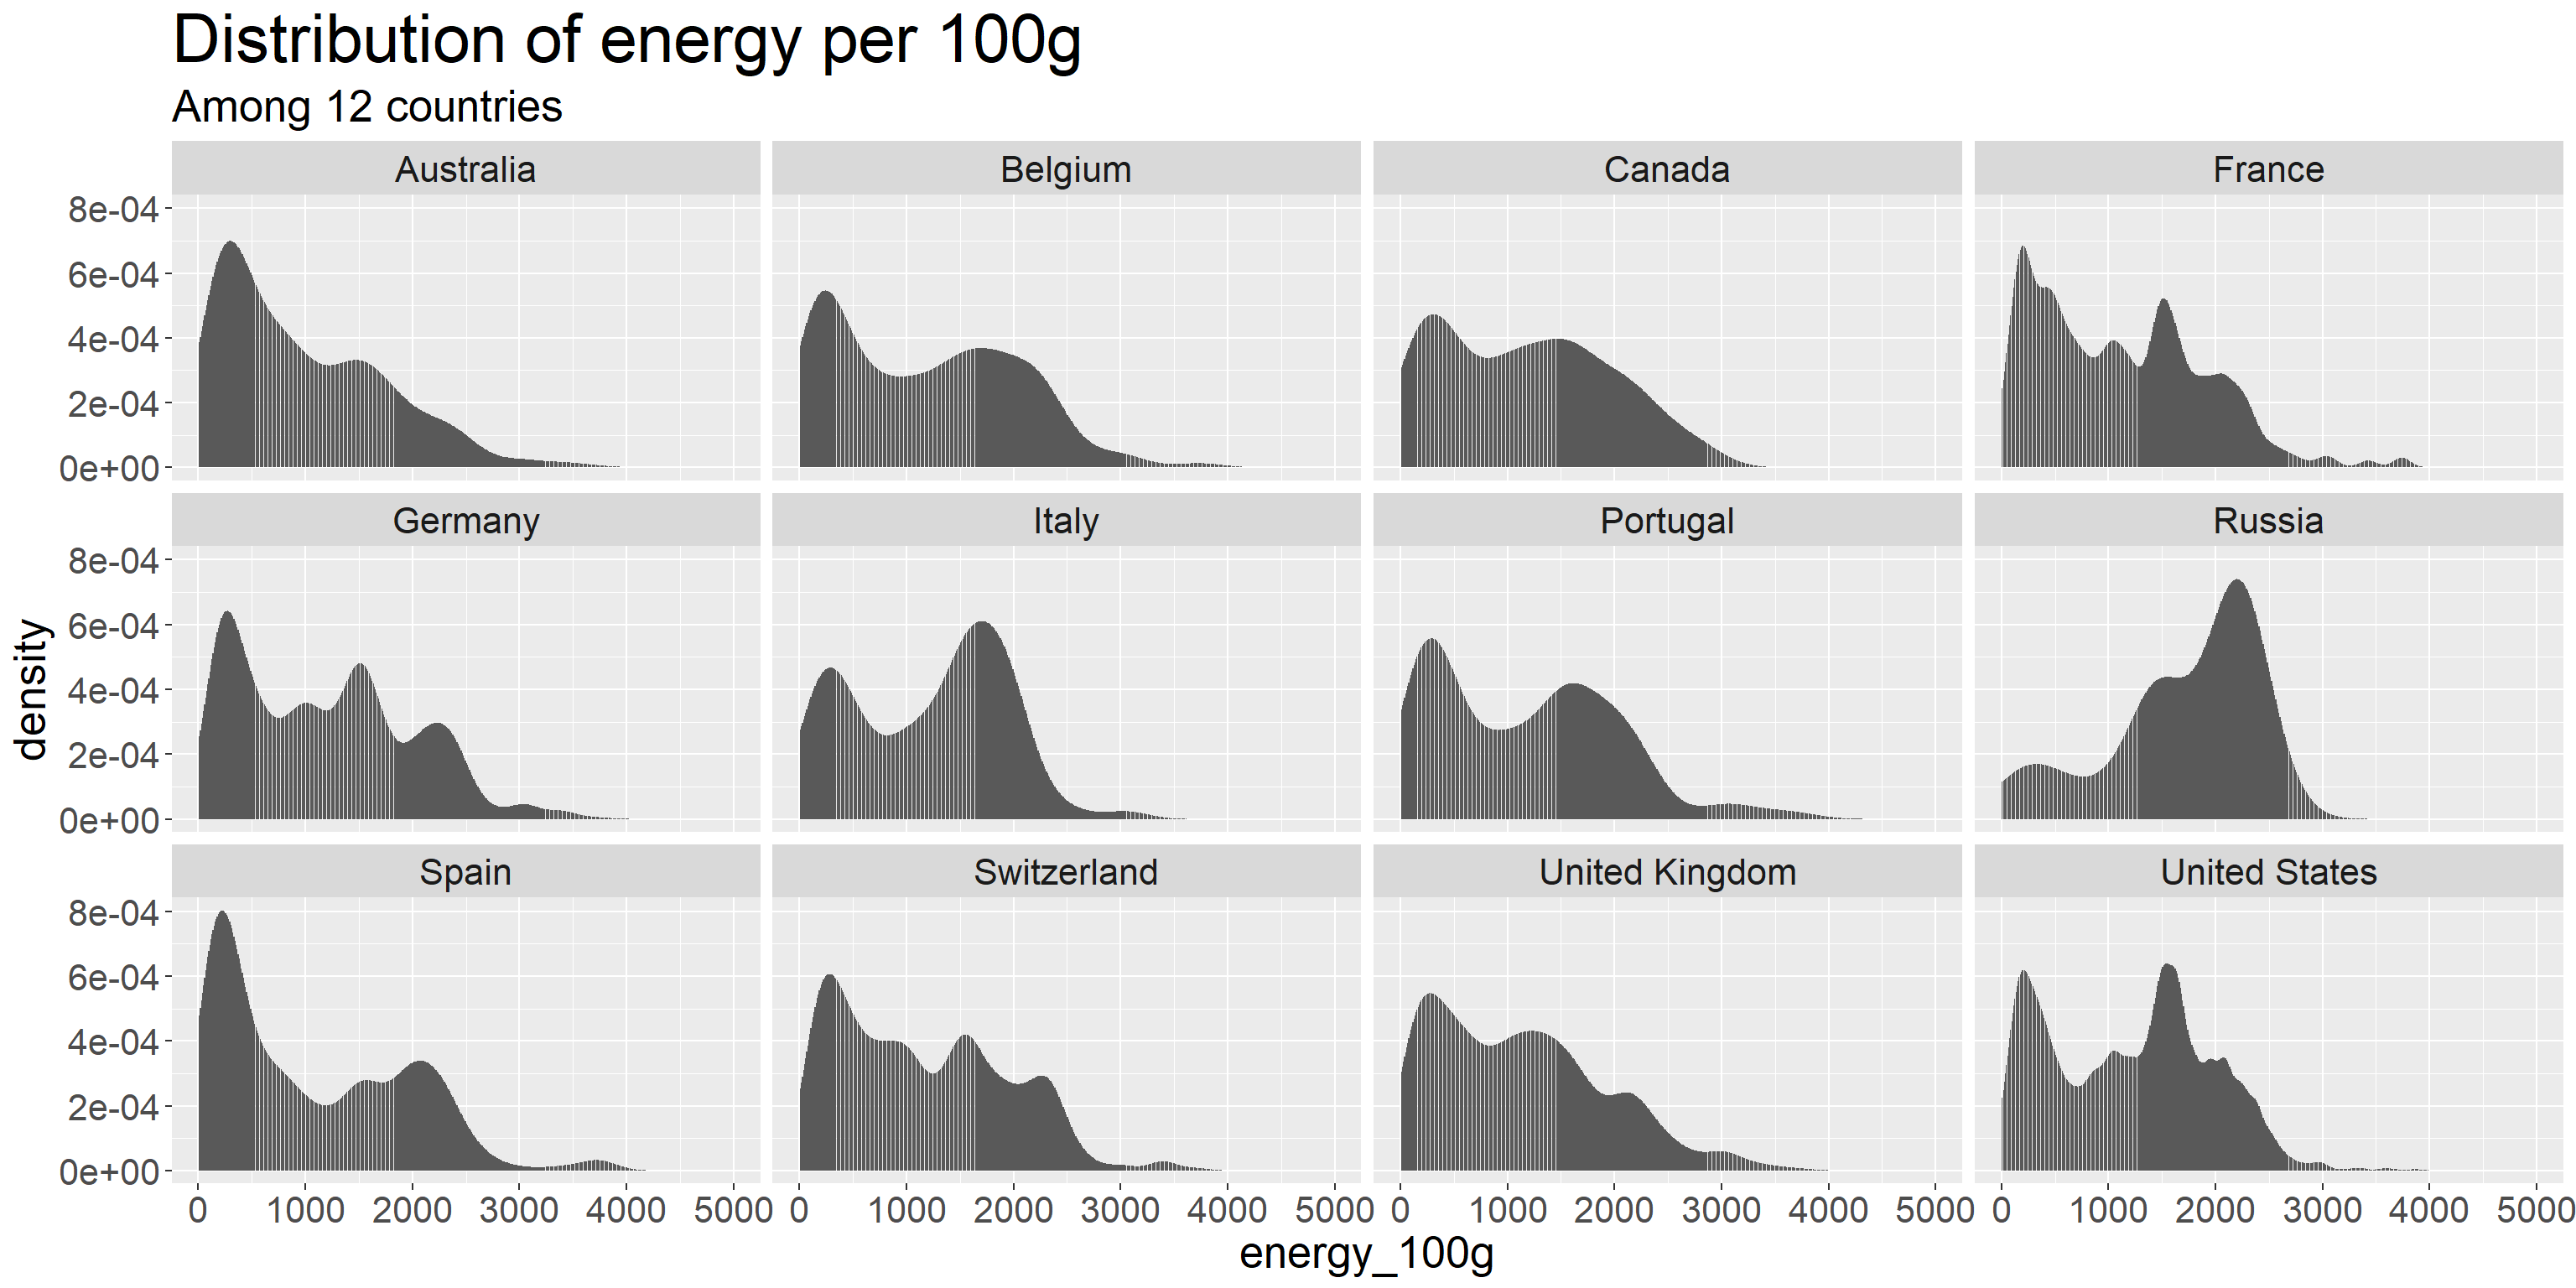 Distribution of energy per 100g
Among 12 countries
Australia Belgium Canada France
8e-04
6e-04
4e-04
2e-04
0e+00
Germany Italy Portugal Russia
8e-04
6e-04
4e-04
2e-04
0e+00
density
Spain Switzerland United Kingdom United States
8e-04
6e-04
4e-04
2e-04
0e+00
0 1000 2000 3000 4000 5000 0 1000 2000 3000 4000 5000 0 1000 2000 3000 4000 5000 0 1000 2000 3000 4000 5000
energy_100g